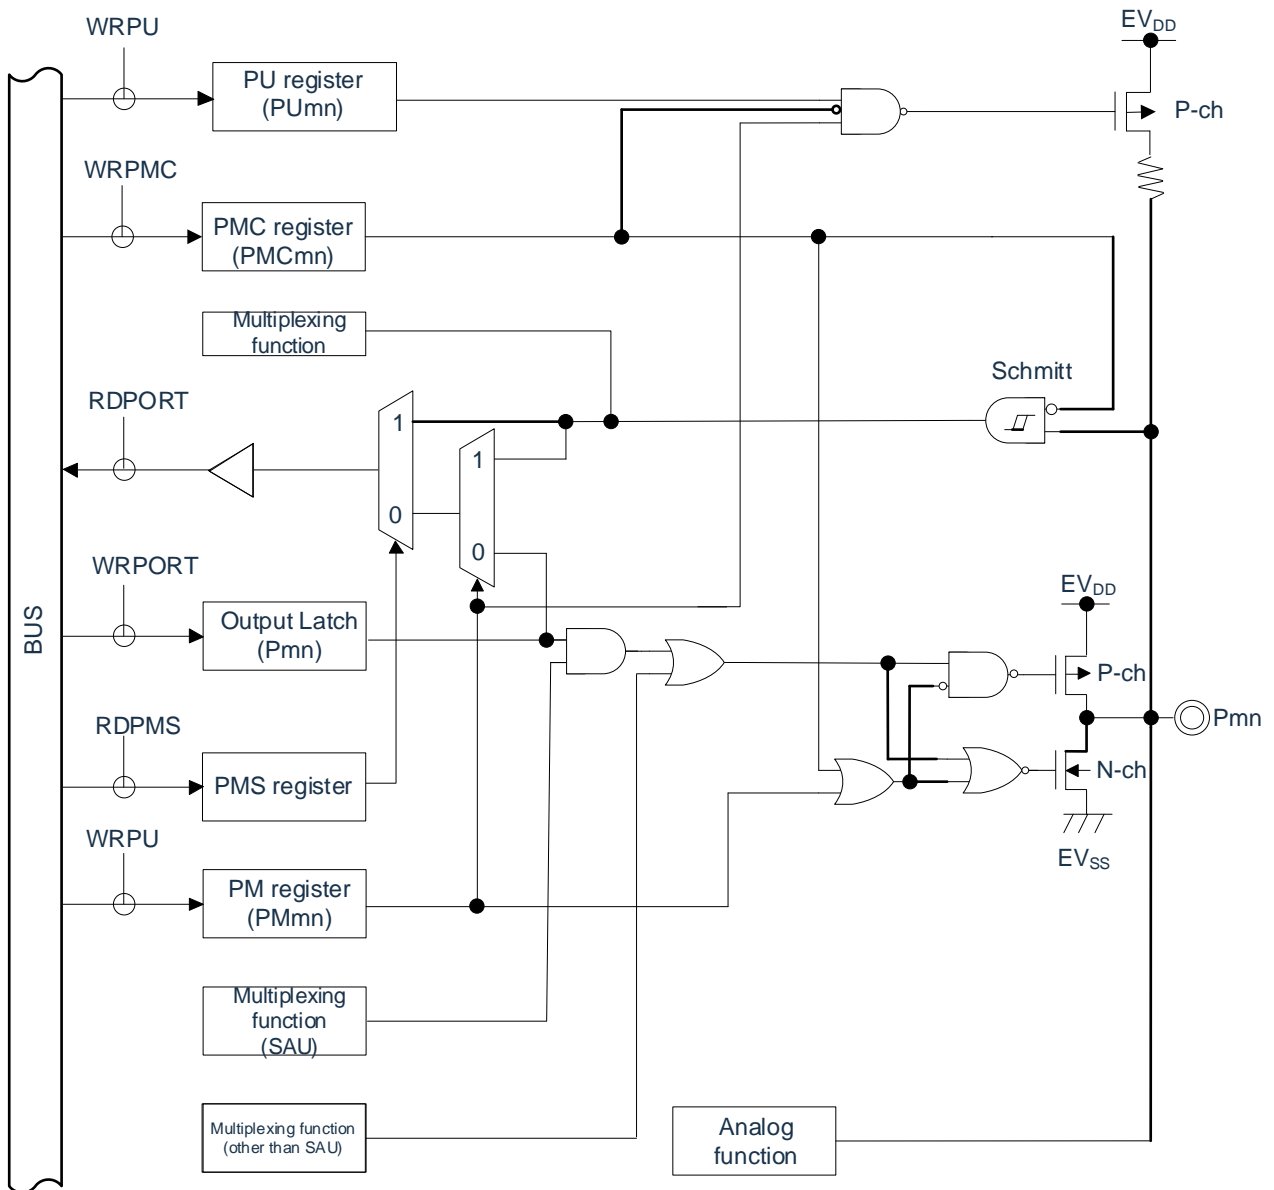 WRPU
EVDD
PU register
(PUmn)
P-ch
WRPMC
PMC register
(PMCmn)
Multiplexing
function
Schmitt
RDPORT
1
1
0
0
WRPORT
EVDD
BUS
Output Latch
(Pmn)
P-ch
RDPMS
Pmn
PMS register
N-ch
WRPU
EVSS
PM register
(PMmn)
Multiplexing
function
(SAU)
Multiplexing function
(other than SAU)
Analog
function